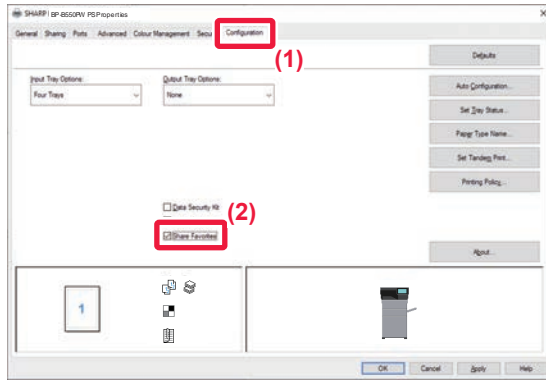 SHARP BP-B550PW PS Properties
General Sharing Ports Advanced Colour Management Secu Configuration
(1)
Defaults
Input Tray Options: Output Tray Options:
Four Trays None
Auto Configuration...
Set Tray Status...
Paper Type Name...
Set Tandem Print...
Printing Policy...
Data Security Kit
(2)
Share Favorites
About...
1
OK Cancel Apply Help